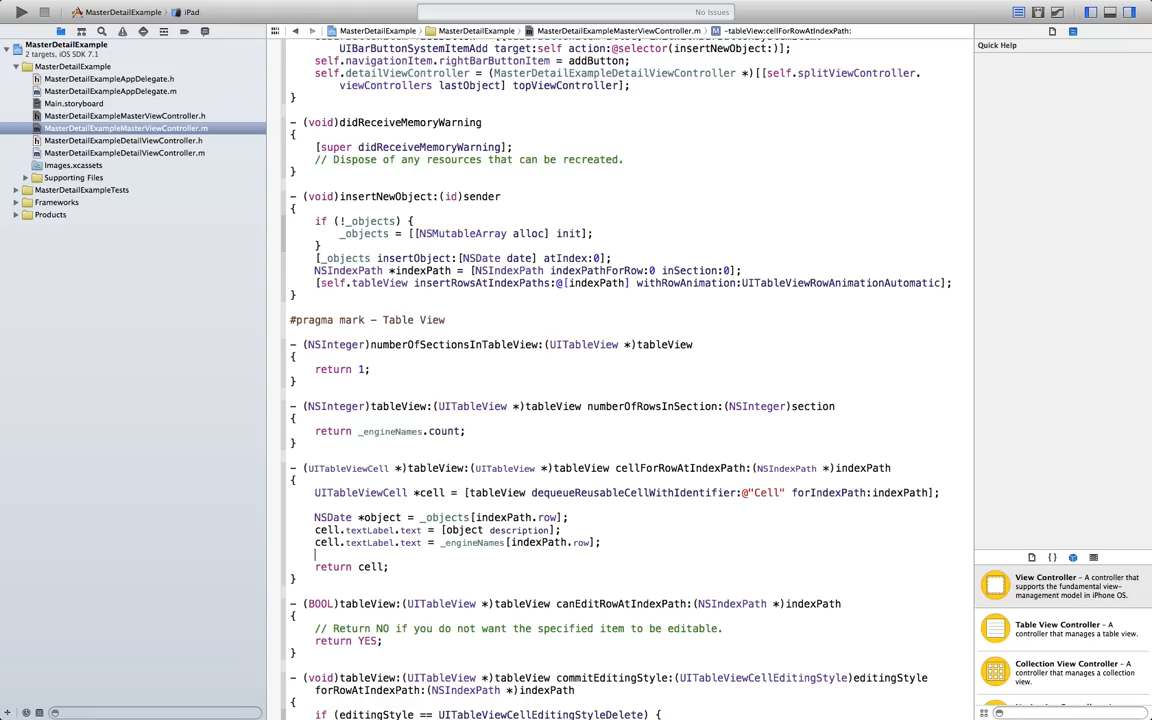 MasterDetailExample
iPad
No Issues
MasterDetailExample
2 targets, iOS SDK 7.1
MasterDetailExample
MasterDetailExampleAppDelegate.h
MasterDetailExampleAppDelegate.m
Main.storyboard
MasterDetailExampleMasterViewController.h
MasterDetailExampleMasterViewController.m
MasterDetailExampleDetailViewController.h
MasterDetailExampleDetailViewController.m
Images.xcassets
Supporting Files
MasterDetailExampleTests
Frameworks
Products
MasterDetailExample
MasterDetailExample
MasterDetailExampleMasterViewController.m
-tableView:cellForRowAtIndexPath:
UIBarButtonSystemItemAdd target:self action:@selector(insertNewObject:)];
self.navigationItem.rightBarButtonItem = addButton;
self.detailViewController = (MasterDetailExampleDetailViewController *)[[self.splitViewController.
viewControllers lastObject] topViewController];
}
- (void)didReceiveMemoryWarning
{
[super didReceiveMemoryWarning];
// Dispose of any resources that can be recreated.
}
- (void)insertNewObject:(id)sender
{
if (!_objects) {
_objects = [[NSMutableArray alloc] init];
}
[_objects insertObject:[NSDate date] atIndex:0];
NSIndexPath *indexPath = [NSIndexPath indexPathForRow:0 inSection:0];
[self.tableView insertRowsAtIndexPaths:@[indexPath] withRowAnimation:UITableViewRowAnimationAutomatic];
}
#pragma mark - Table View
- (NSInteger)numberOfSectionsInTableView:(UITableView *)tableView
{
return 1;
}
- (NSInteger)tableView:(UITableView *)tableView numberOfRowsInSection:(NSInteger)section
{
return _engineNames.count;
}
- (UITableViewCell *)tableView:(UITableView *)tableView cellForRowAtIndexPath:(NSIndexPath *)indexPath
{
UITableViewCell *cell = [tableView dequeueReusableCellWithIdentifier:@"Cell" forIndexPath:indexPath];
NSDate *object = _objects[indexPath.row];
cell.textLabel.text = [object description];
cell.textLabel.text = _engineNames[indexPath.row];
return cell;
}
- (BOOL)tableView:(UITableView *)tableView canEditRowAtIndexPath:(NSIndexPath *)indexPath
{
// Return NO if you do not want the specified item to be editable.
return YES;
}
- (void)tableView:(UITableView *)tableView commitEditingStyle:(UITableViewCellEditingStyle)editingStyle
forRowAtIndexPath:(NSIndexPath *)indexPath
{
if (editingStyle == UITableViewCellEditingStyleDelete) {
Quick Help
View Controller - A controller that
supports the fundamental view-
management model in iPhone OS.
Table View Controller - A
controller that manages a table view.
Collection View Controller - A
controller that manages a collection
view.